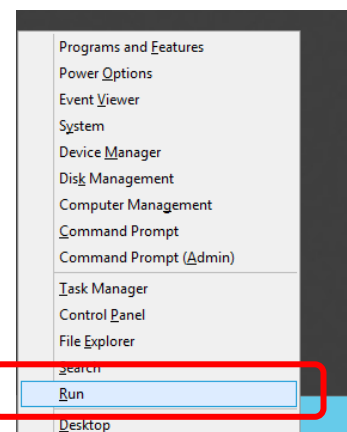 Programs and Features
Power Options
Event Viewer
System
Device Manager
Disk Management
Computer Management
Command Prompt
Command Prompt (Admin)
Task Manager
Control Panel
File Explorer
Search
Run
Desktop